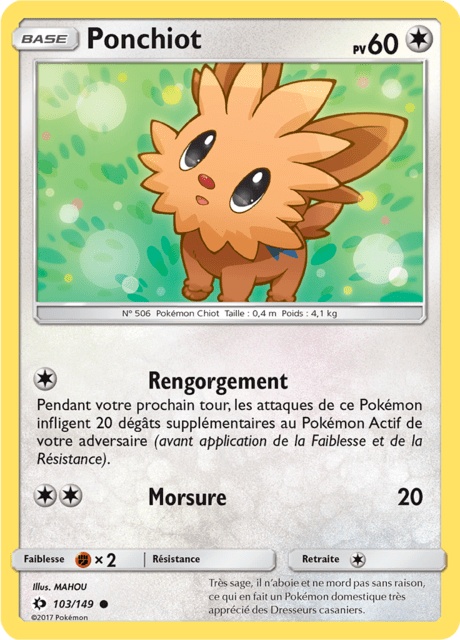 BASE Ponchiot PV 60
N° 506 Pokémon Chiot Taille : 0,4 m Poids : 4,1 kg
Rengorgement
Pendant votre prochain tour, les attaques de ce Pokémon
infligent 20 dégâts supplémentaires au Pokémon Actif de
votre adversaire (avant application de la Faiblesse et de la
Résistance).
Morsure 20
Faiblesse ×2 Résistance Retraite
Illus. MAHOU
103/149
©2017 Pokémon
Très sage, il n'aboie et ne mord pas sans raison,
ce qui en fait un Pokémon domestique très
apprécié des Dresseurs casaniers.